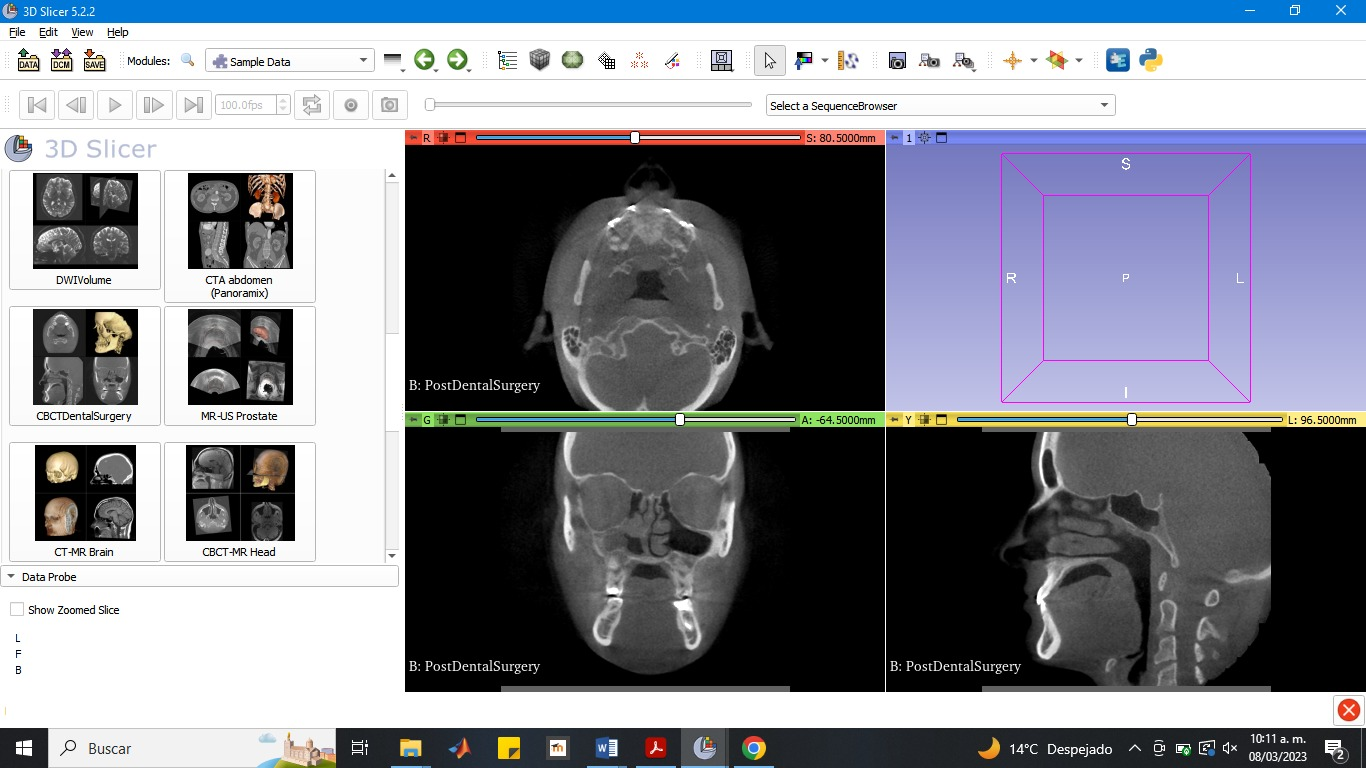 3D Slicer 5.2.2
File Edit View Help
DATA DCM SAVE Modules: Sample Data
100.0fps Select a SequenceBrowser
3D Slicer
DWIVolume
CTA abdomen
(Panoramix)
CBCTDentalSurgery
MR-US Prostate
CT-MR Brain
CBCT-MR Head
Data Probe
Show Zoomed Slice
L
F
B
R S: 80.5000mm
B: PostDentalSurgery
1
S
R P L
I
G A: -64.5000mm
B: PostDentalSurgery
Y L: 96.5000mm
B: PostDentalSurgery
Buscar
14°C Despejado
10:11 a. m.
08/03/2023
2